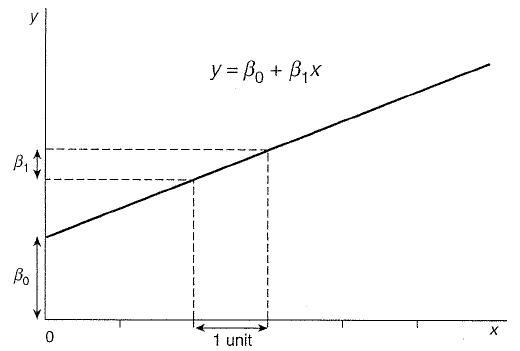 y
y = β₀ + β₁x
β₁
β₀
0
1 unit
x